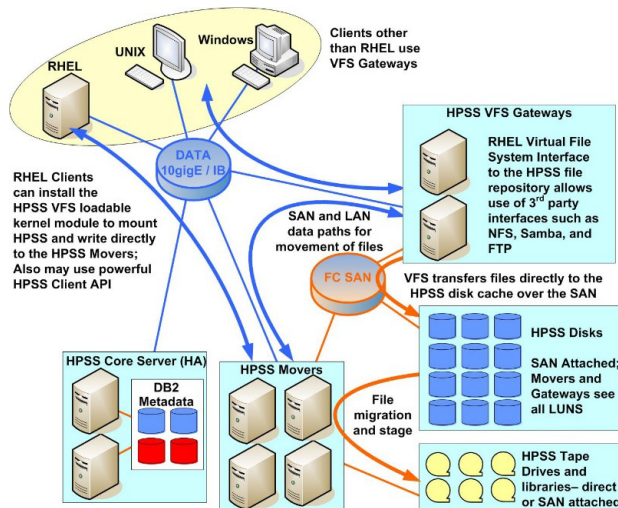 Windows
UNIX
RHEL
Clients other
than RHEL use
VFS Gateways
DATA
10gigE / IB
HPSS VFS Gateways
RHEL Virtual File
System Interface
to the HPSS file
repository allows
use of 3rd party
interfaces such as
NFS, Samba, and
FTP
RHEL Clients
can install the
HPSS VFS loadable
kernel module to mount
HPSS and write directly
to the HPSS Movers;
Also may use powerful
HPSS Client API
SAN and LAN
data paths for
movement of files
FC SAN
VFS transfers files directly to the
HPSS disk cache over the SAN
HPSS Disks
SAN Attached;
Movers and
Gateways see
all LUNS
HPSS Core Server (HA)
DB2
Metadata
HPSS Movers
File
migration
and stage
HPSS Tape
Drives and
libraries– direct
or SAN attached